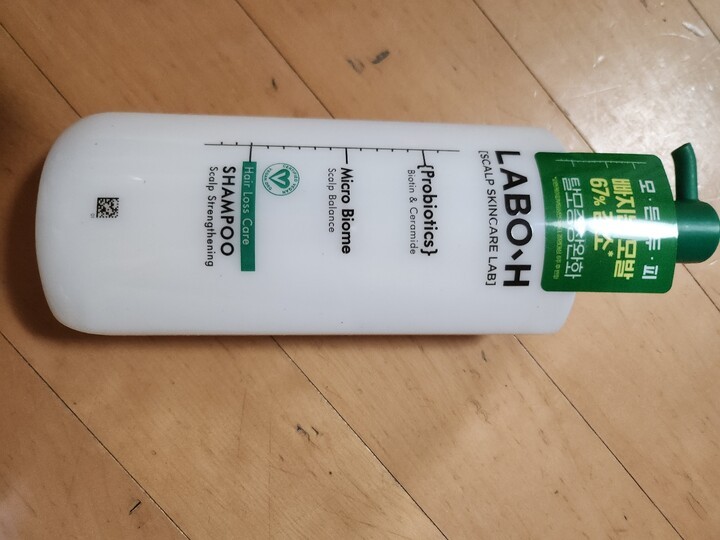 모·든·두·피
빠지는 모발
67% 감소*
탈모증상완화
LABO-H
[SCALP SKINCARE LAB]
{Probiotics}
Biotin & Ceramide
Micro Biome
Scalp Balance
Hair Loss Care
SHAMPOO
Scalp Strengthening